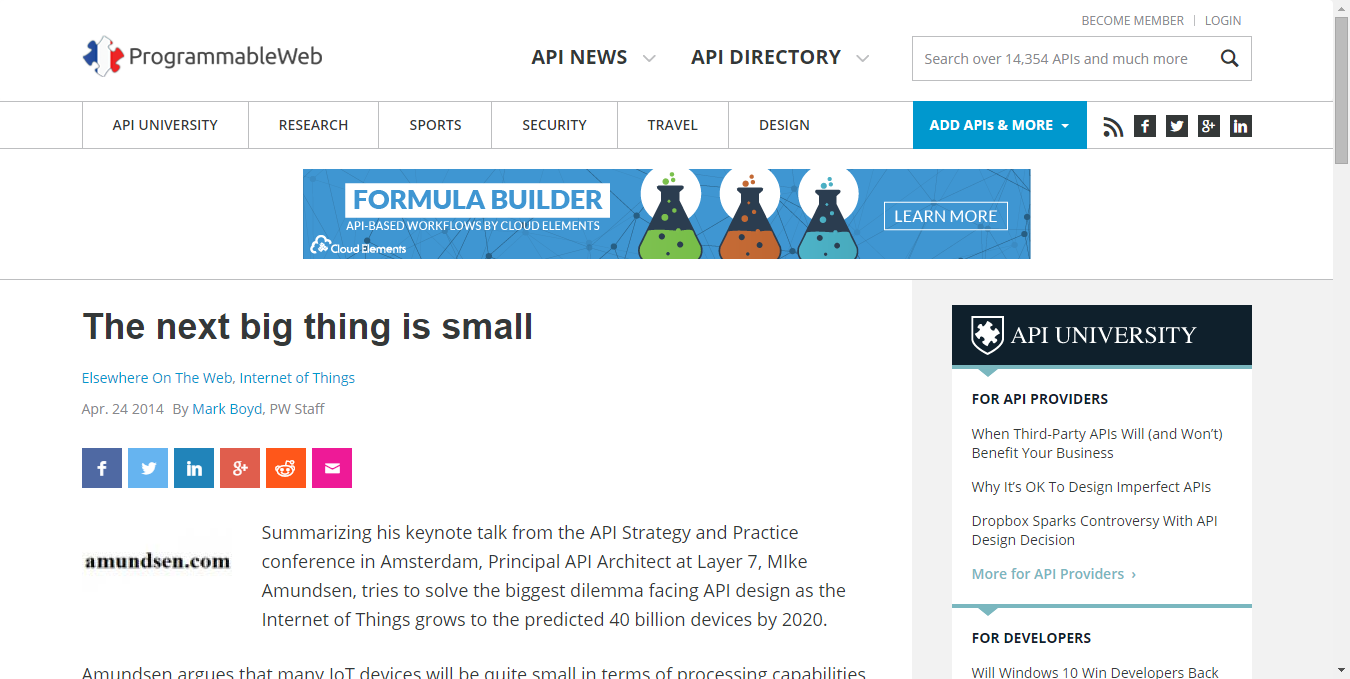 BECOME MEMBER | LOGIN
ProgrammableWeb
API NEWS
API DIRECTORY
Search over 14,354 APIs and much more
API UNIVERSITY
RESEARCH
SPORTS
SECURITY
TRAVEL
DESIGN
ADD APIs & MORE
FORMULA BUILDER
API-BASED WORKFLOWS BY CLOUD ELEMENTS
Cloud Elements
LEARN MORE
The next big thing is small
Elsewhere On The Web, Internet of Things
Apr. 24 2014 By Mark Boyd, PW Staff
amundsen.com
Summarizing his keynote talk from the API Strategy and Practice
conference in Amsterdam, Principal API Architect at Layer 7, MIke
Amundsen, tries to solve the biggest dilemma facing API design as the
Internet of Things grows to the predicted 40 billion devices by 2020.
Amundsen argues that many IoT devices will be quite small in terms of processing capabilities
API UNIVERSITY
FOR API PROVIDERS
When Third-Party APIs Will (and Won't)
Benefit Your Business
Why It's OK To Design Imperfect APIs
Dropbox Sparks Controversy With API
Design Decision
More for API Providers ›
FOR DEVELOPERS
Will Windows 10 Win Developers Back